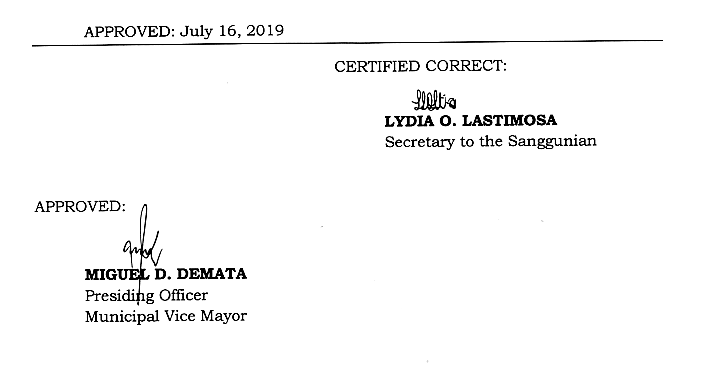 APPROVED: July 16, 2019
CERTIFIED CORRECT:
LYDIA O. LASTIMOSA
Secretary to the Sanggunian
APPROVED:
MIGUEL D. DEMATA
Presiding Officer
Municipal Vice Mayor